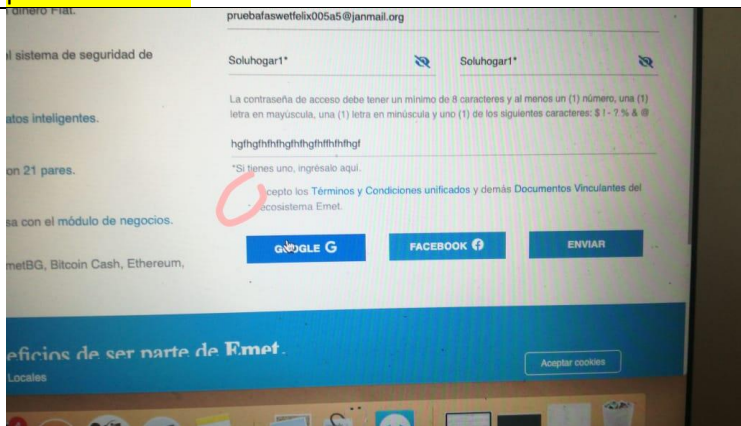 dinero Fiat.
pruebafaswetfelix005a5@janmail.org
el sistema de seguridad de
Soluhogar1*
Soluhogar1*
La contraseña de acceso debe tener un mínimo de 8 caracteres y al menos un (1) número, una (1)
letra en mayúscula, una (1) letra en minúscula y uno (1) de los siguientes caracteres: $ ! - ? % & @
atos inteligentes.
hgfhgfhfhfhgfhfhgfhfhfhfhgf
on 21 pares.
*Si tienes uno, ingrésalo aquí.
cepto los Términos y Condiciones unificados y demás Documentos Vinculantes del
ecosistema Emet.
sa con el módulo de negocios.
GOOGLE G
FACEBOOK
ENVIAR
metBG, Bitcoin Cash, Ethereum,
eficios de ser parte de Emet.
Locales
Aceptar cookies